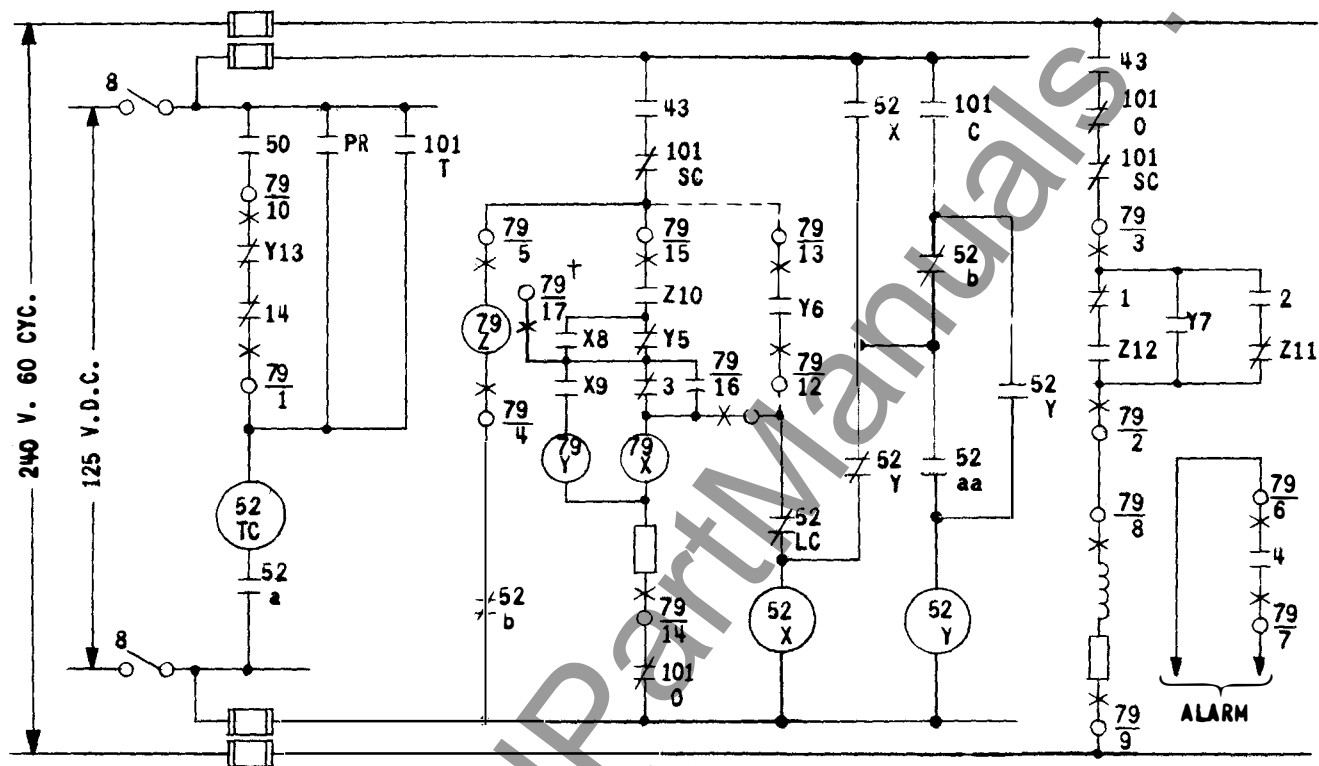 240 V. 60 CYC.
125 V.D.C.
8
50
PR
101
T
79
10
Y13
14
79
1
52
TC
52
a
8
43
101
SC
79
5
79
Z
79
4
52
b
79
17
+
79
15
Z10
X8
Y5
X9
3
79
16
79
Y
79
X
79
14
101
O
79
13
Y6
79
12
52
LC
52
X
52
X
52
Y
101
C
52
b
52
Y
52
aa
52
Y
43
101
O
101
SC
79
3
1
Y7
2
Z12
Z11
79
2
79
8
79
9
79
6
4
79
7
ALARM
PartManuals.